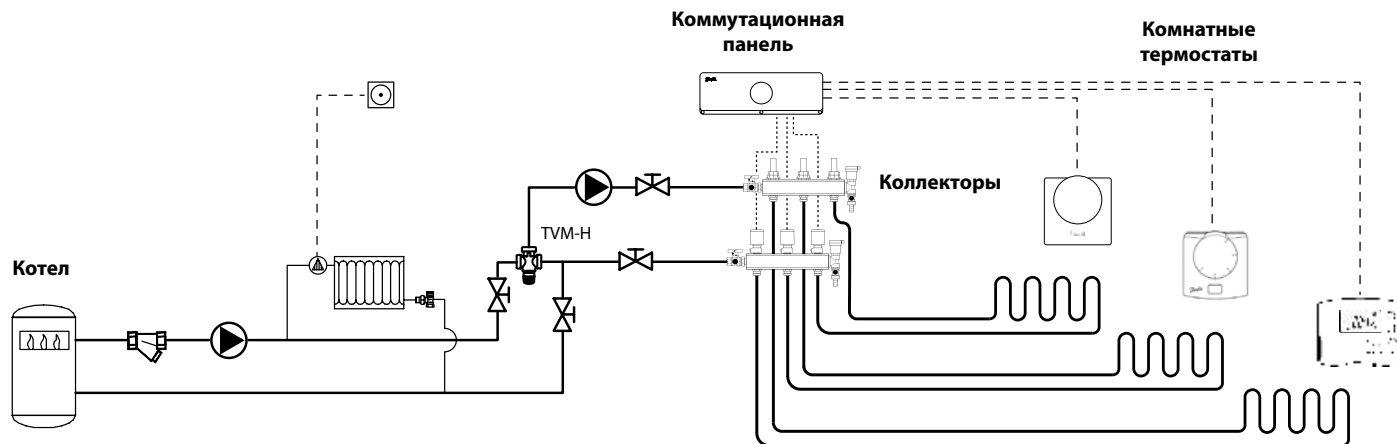 Коммутационная
панель
Комнатные
термостаты
Коллекторы
TVM-H
Котел